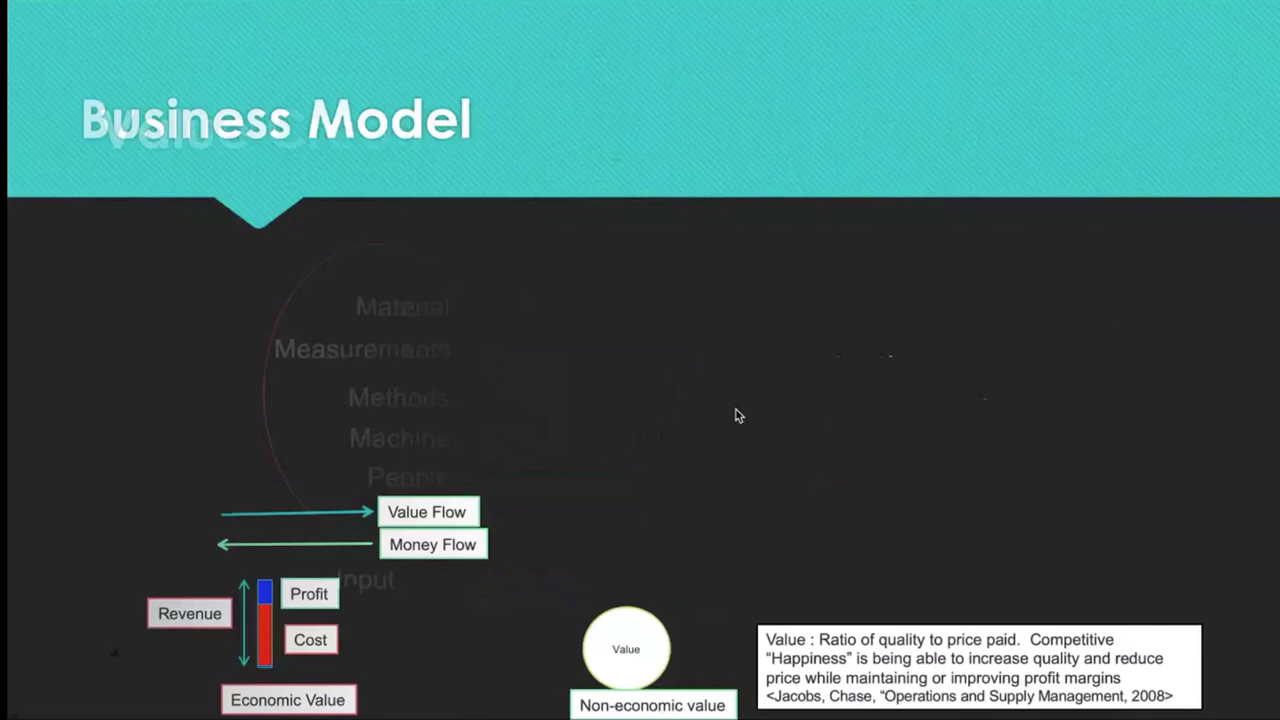 Business Model
Material
Measurements
Methods
Machine
People
Value Flow
Money Flow
Input
Profit
Revenue
Cost
Economic Value
Value
Non-economic value
Value : Ratio of quality to price paid. Competitive
“Happiness” is being able to increase quality and reduce
price while maintaining or improving profit margins
<Jacobs, Chase, “Operations and Supply Management, 2008>